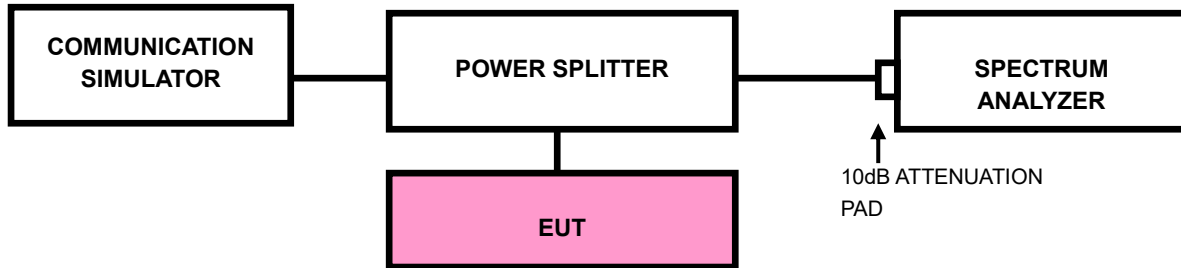 COMMUNICATION
SIMULATOR
POWER SPLITTER
SPECTRUM
ANALYZER
10dB ATTENUATION
PAD
EUT